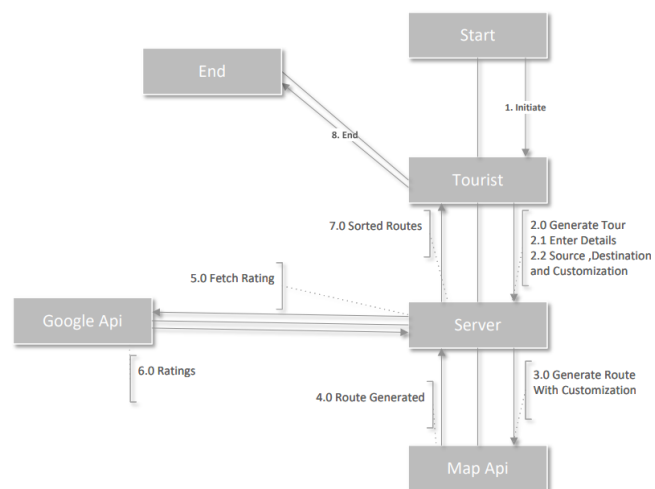 Start
End
1. Initiate
8. End
Tourist
7.0 Sorted Routes
2.0 Generate Tour
2.1 Enter Details
2.2 Source ,Destination
and Customization
5.0 Fetch Rating
Google Api
Server
6.0 Ratings
4.0 Route Generated
3.0 Generate Route
With Customization
Map Api